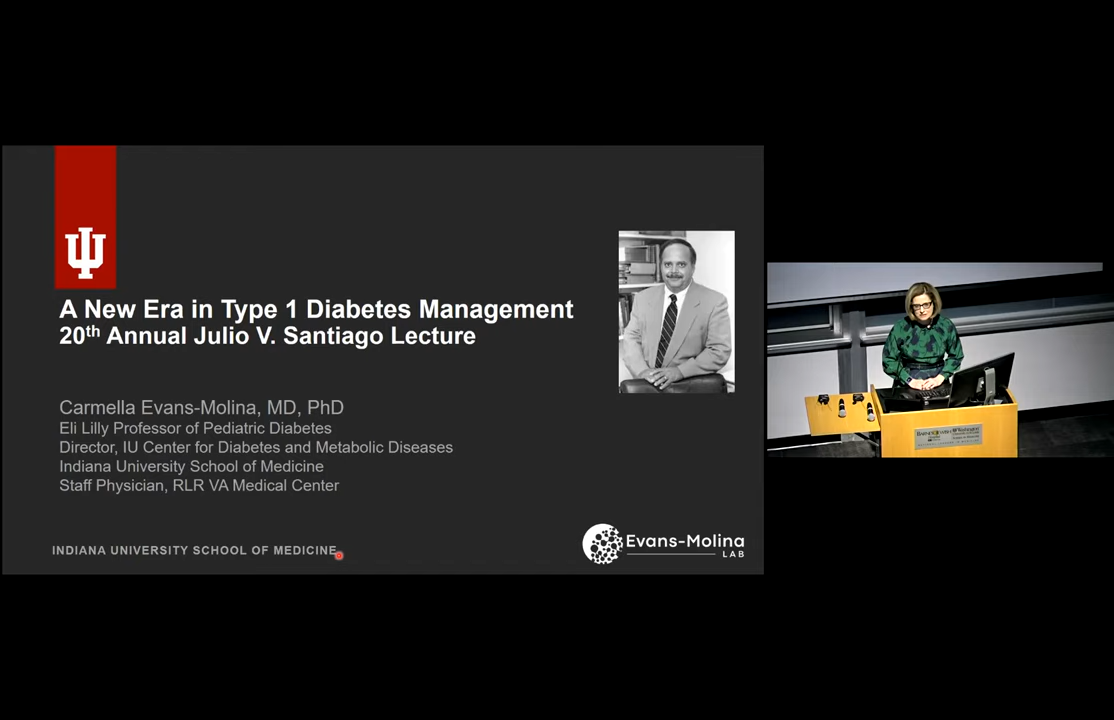 A New Era in Type 1 Diabetes Management
20th Annual Julio V. Santiago Lecture
Carmella Evans-Molina, MD, PhD
Eli Lilly Professor of Pediatric Diabetes
Director, IU Center for Diabetes and Metabolic Diseases
Indiana University School of Medicine
Staff Physician, RLR VA Medical Center
INDIANA UNIVERSITY SCHOOL OF MEDICINE
Evans-Molina
LAB